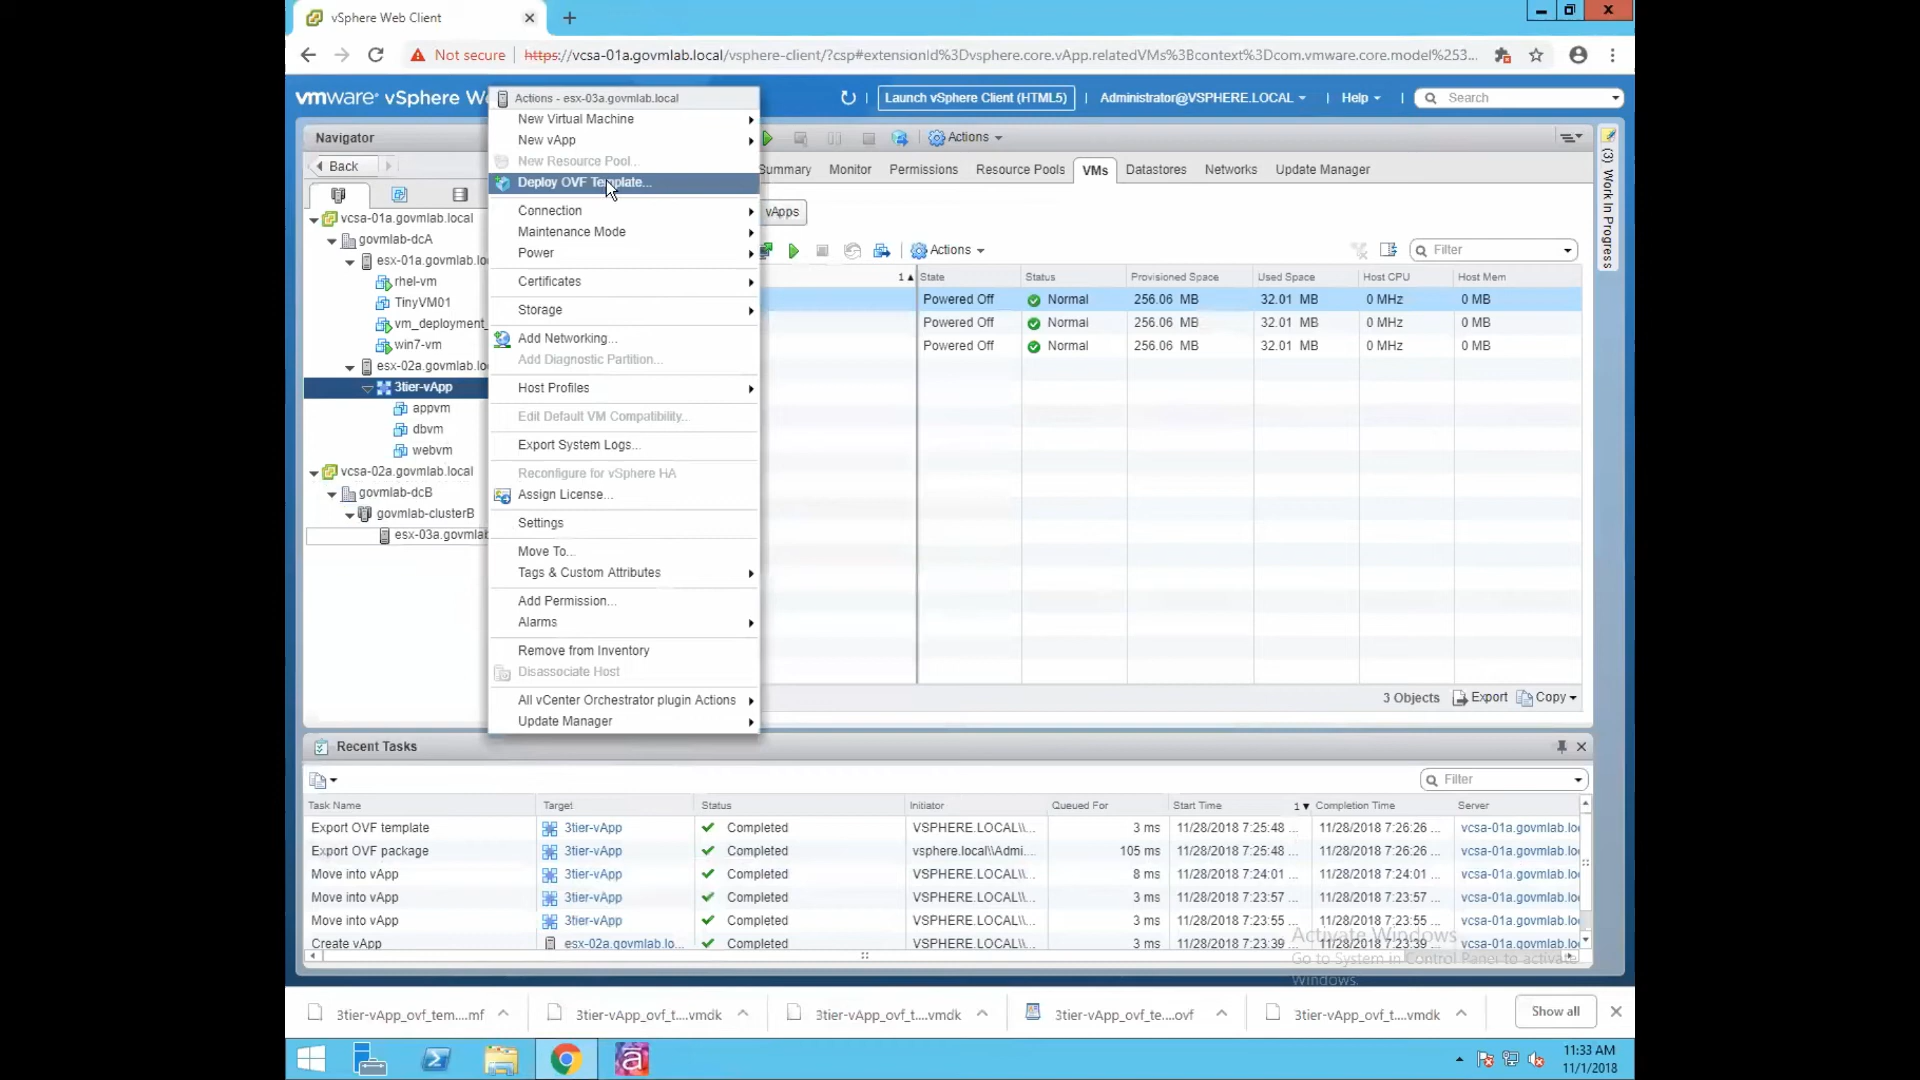 vSphere Web Client
Not secure | https://vcsa-01a.govmlab.local/vsphere-client/?csp#extensionId%3Dvsphere.core.vApp.relatedVMs%3Bcontext%3Dcom.vmware.core.model%253...
vmware® vSphere We
Launch vSphere Client (HTML5) | Administrator@VSPHERE.LOCAL | Help | Search
Navigator
Back
vcsa-01a.govmlab.local
govmlab-dcA
esx-01a.govmlab.lo
rhel-vm
TinyVM01
vm_deployment_
win7-vm
esx-02a.govmlab.lo
3tier-vApp
appvm
dbvm
webvm
vcsa-02a.govmlab.local
govmlab-dcB
govmlab-clusterB
esx-03a.govmlab
Actions - esx-03a.govmlab.local
New Virtual Machine
New vApp
New Resource Pool...
Deploy OVF Template...
Connection
Maintenance Mode
Power
Certificates
Storage
Add Networking...
Add Diagnostic Partition...
Host Profiles
Edit Default VM Compatibility...
Export System Logs...
Reconfigure for vSphere HA
Assign License...
Settings
Move To...
Tags & Custom Attributes
Add Permission...
Alarms
Remove from Inventory
Disassociate Host
All vCenter Orchestrator plugin Actions
Update Manager
Actions
Summary Monitor Permissions Resource Pools VMs Datastores Networks Update Manager
vApps
Actions Filter
1 State Status Provisioned Space Used Space Host CPU Host Mem
Powered Off Normal 256.06 MB 32.01 MB 0 MHz 0 MB
Powered Off Normal 256.06 MB 32.01 MB 0 MHz 0 MB
Powered Off Normal 256.06 MB 32.01 MB 0 MHz 0 MB
3 Objects Export Copy
(3) Work In Progress
Recent Tasks
Filter
Task Name Target Status Initiator Queued For Start Time 1 Completion Time Server
Export OVF template 3tier-vApp Completed VSPHERE.LOCAL\\... 3 ms 11/28/2018 7:25:48 ... 11/28/2018 7:26:26 ... vcsa-01a.govmlab.lo
Export OVF package 3tier-vApp Completed vsphere.local\\Admi... 105 ms 11/28/2018 7:25:48 ... 11/28/2018 7:26:26 ... vcsa-01a.govmlab.lo
Move into vApp 3tier-vApp Completed VSPHERE.LOCAL\\... 8 ms 11/28/2018 7:24:01 ... 11/28/2018 7:24:03 ... vcsa-01a.govmlab.lo
Move into vApp 3tier-vApp Completed VSPHERE.LOCAL\\... 3 ms 11/28/2018 7:23:57 ... 11/28/2018 7:23:57 ... vcsa-01a.govmlab.lo
Move into vApp 3tier-vApp Completed VSPHERE.LOCAL\\... 3 ms 11/28/2018 7:23:55 ... 11/28/2018 7:23:55 ... vcsa-01a.govmlab.lo
Create vApp esx-02a.govmlab.lo... Completed VSPHERE.LOCAL\\... 3 ms 11/28/2018 7:23:39 ... 11/28/2018 7:23:39 ... vcsa-01a.govmlab.lo
Activate Windows
Go to System in Control Panel to activate
Windows.
3tier-vApp_ovf_tem....mf 3tier-vApp_ovf_t....vmdk 3tier-vApp_ovf_t....vmdk 3tier-vApp_ovf_te....ovf 3tier-vApp_ovf_t....vmdk Show all
11:33 AM
11/1/2018